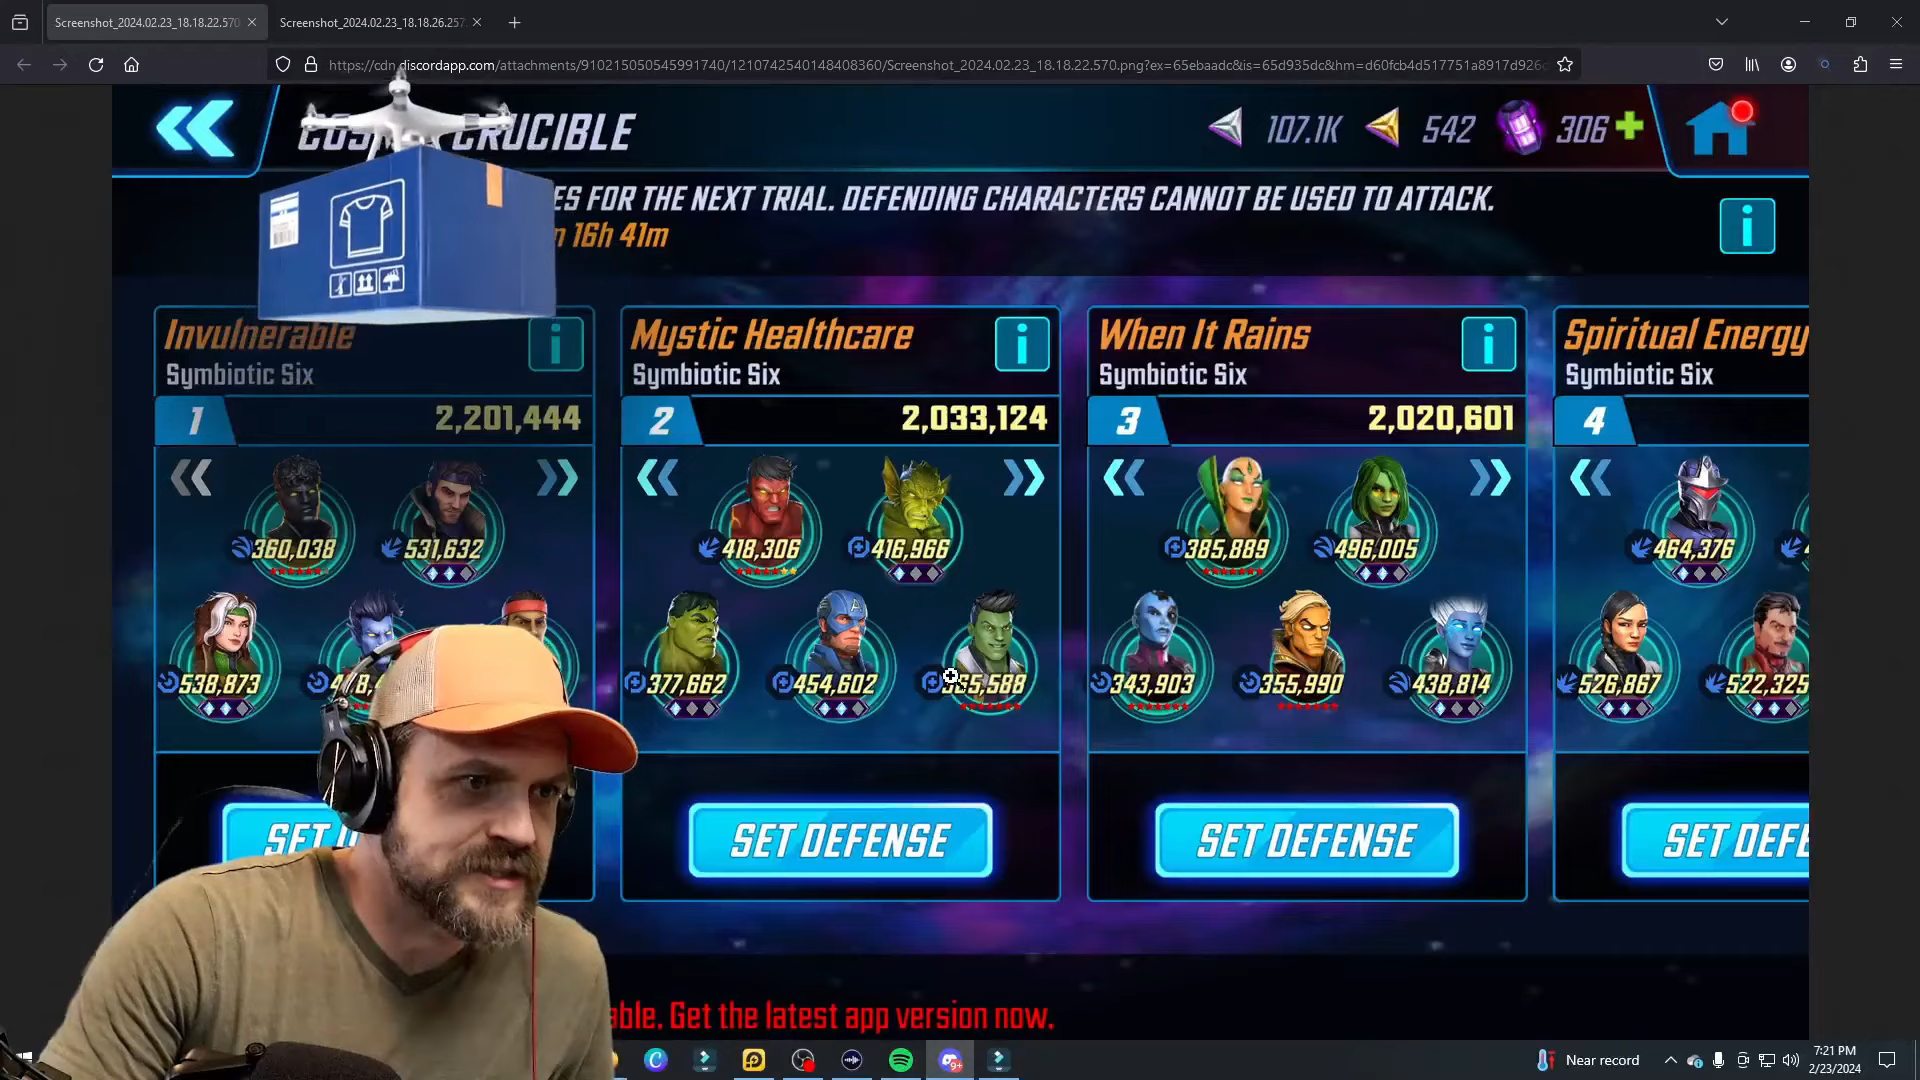 Screenshot_2024.02.23_18.18.22.570
Screenshot_2024.02.23_18.18.26.257
https://cdn.discordapp.com/attachments/910215050545991740/1210742540148408360/Screenshot_2024.02.23_18.18.22.570.png?ex=65ebaadc&is=65d935dc&hm=d60fcb4d517751a8917d926d
CRUCIBLE
107.1K
542
306
FOR THE NEXT TRIAL. DEFENDING CHARACTERS CANNOT BE USED TO ATTACK.
16h 41m
Invulnerable
Symbiotic Six
1
2,201,444
360,038
531,632
538,873
Mystic Healthcare
Symbiotic Six
2
2,033,124
418,306
416,966
377,662
454,602
SET DEFENSE
When It Rains
Symbiotic Six
3
2,020,601
385,889
496,005
343,903
355,990
438,814
SET DEFENSE
Spiritual Energy
Symbiotic Six
4
464,376
526,867
522,325
SET DEFE
SET
able. Get the latest app version now.
9+
Near record
7:21 PM
2/23/2024